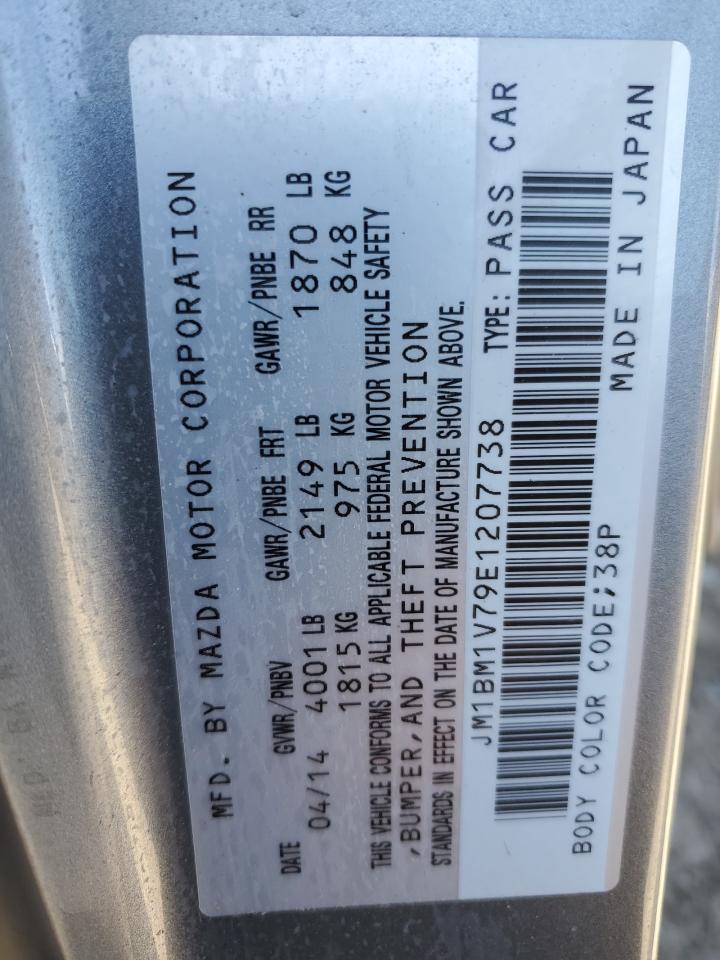 MFD. BY MAZDA MOTOR CORPORATION
DATE GVWR/PNBV GAWR/PNBE FRT GAWR/PNBE RR
04/14 4001 LB 2149 LB 1870 LB
1815 KG 975 KG 848 KG
THIS VEHICLE CONFORMS TO ALL APPLICABLE FEDERAL MOTOR VEHICLE SAFETY
,BUMPER,AND THEFT PREVENTION
STANDARDS IN EFFECT ON THE DATE OF MANUFACTURE SHOWN ABOVE.
JM1BM1V79E1207738 TYPE: PASS CAR
BODY COLOR CODE;38P MADE IN JAPAN